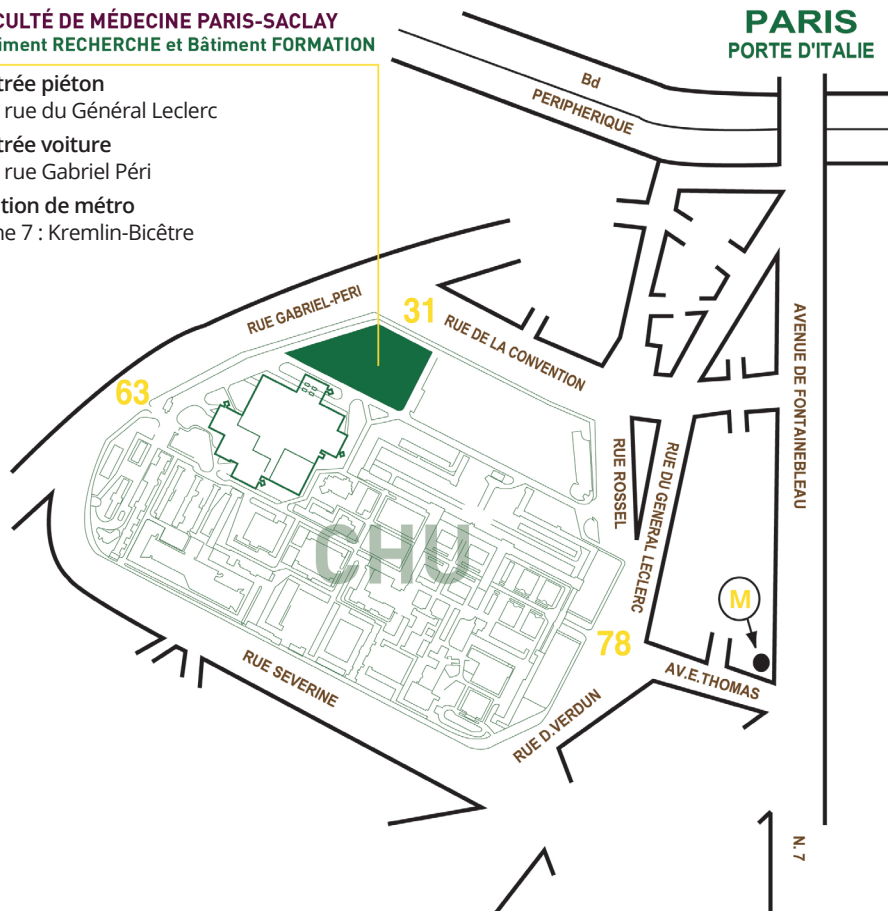 CULTÉ DE MÉDECINE PARIS-SACLAY
iment RECHERCHE et Bâtiment FORMATION
trée piéton
rue du Général Leclerc
trée voiture
rue Gabriel Péri
tion de métro
ne 7 : Kremlin-Bicêtre
PARIS
PORTE D'ITALIE
Bd
PERIPHERIQUE
RUE GABRIEL-PERI
31
RUE DE LA CONVENTION
63
AVENUE DE FONTAINEBLEAU
RUE ROSSEL
RUE DU GENERAL LECLERC
CHU
M
78
AV.E.THOMAS
RUE SEVERINE
RUE D.VERDUN
N. 7